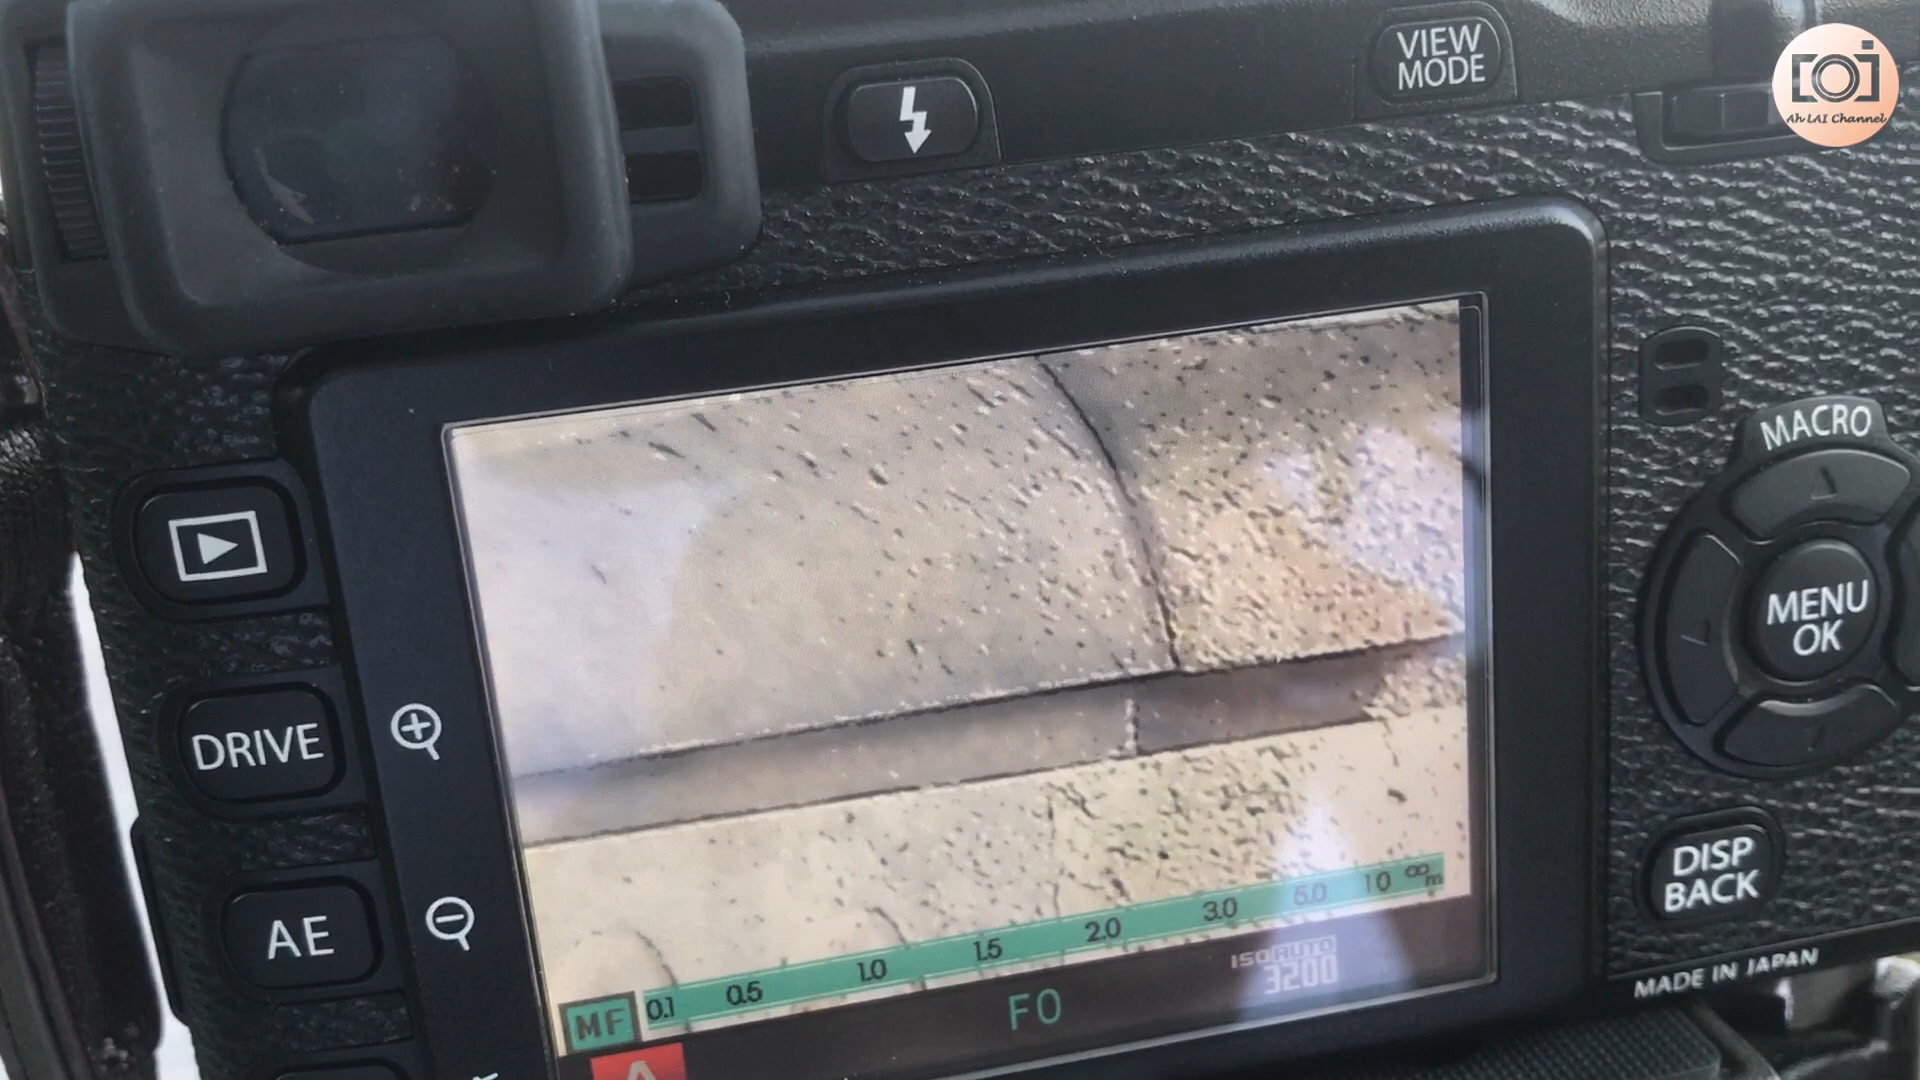 VIEW
MODE
Ah LAI Channel
MACRO
MENU
OK
DRIVE
AE
DISP
BACK
MADE IN JAPAN
MF 0.1 0.5 1.0 1.5 2.0 3.0 5.0 10 ∞m
ISO AUTO
3200
F0
A